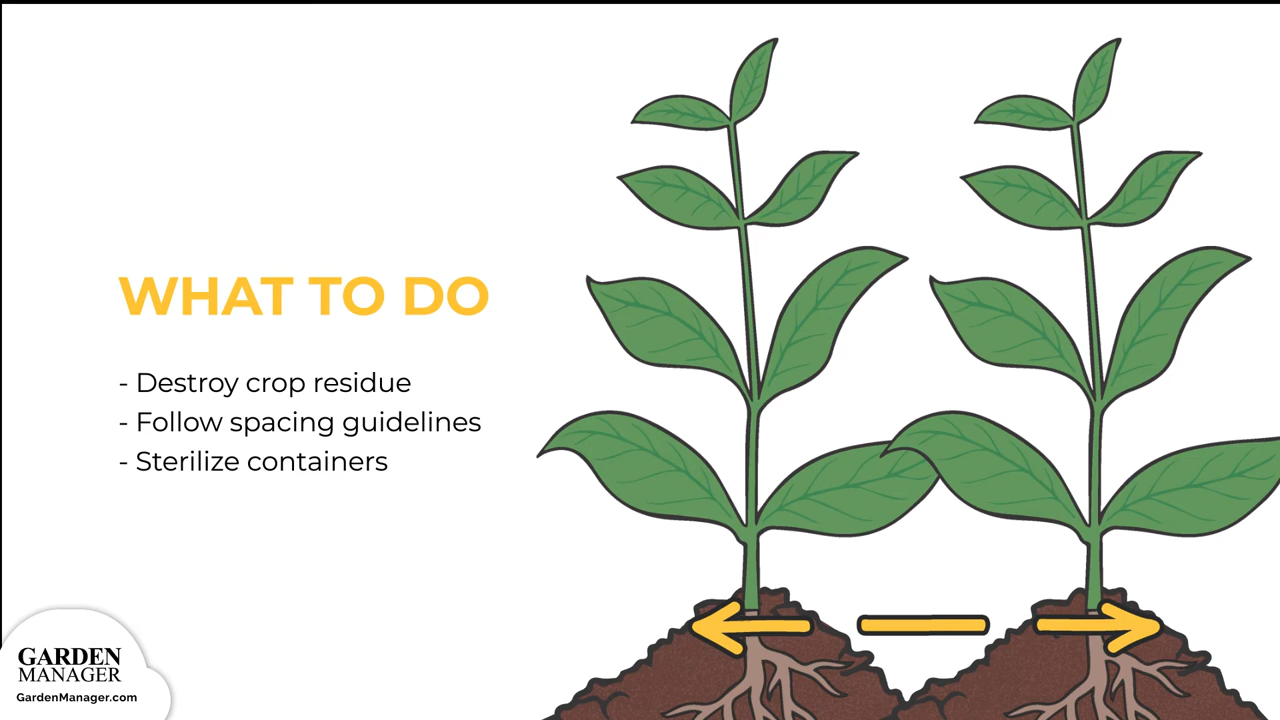 WHAT TO DO
- Destroy crop residue
- Follow spacing guidelines
- Sterilize containers
GARDEN
MANAGER
GardenManager.com